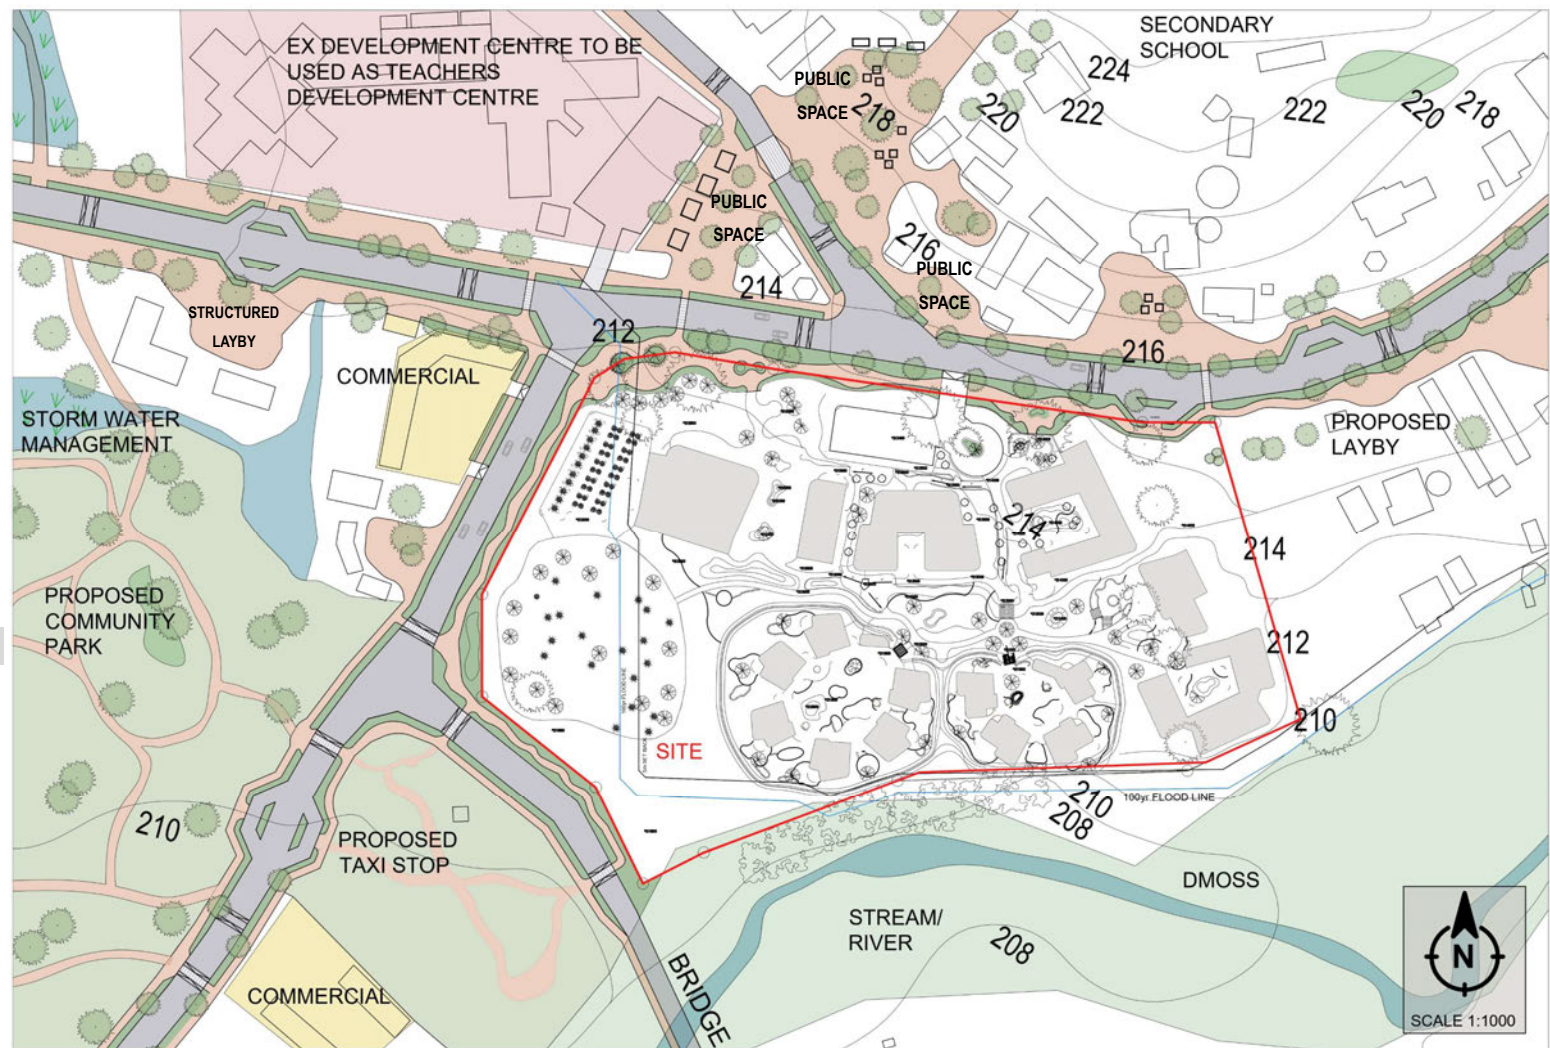 EX DEVELOPMENT CENTRE TO BE
USED AS TEACHERS
DEVELOPMENT CENTRE
SECONDARY
SCHOOL
PUBLIC
SPACE
218
224
222
220
222
220
218
PUBLIC
SPACE
216
PUBLIC
SPACE
214
212
216
STRUCTURED
LAYBY
COMMERCIAL
STORM WATER
MANAGEMENT
PROPOSED
LAYBY
214
214
PROPOSED
COMMUNITY
PARK
212
210
SITE
100yr FLOOD LINE
210
208
100yr. FLOOD LINE
210
PROPOSED
TAXI STOP
DMOSS
STREAM/
RIVER
208
BRIDGE
COMMERCIAL
N
SCALE 1:1000